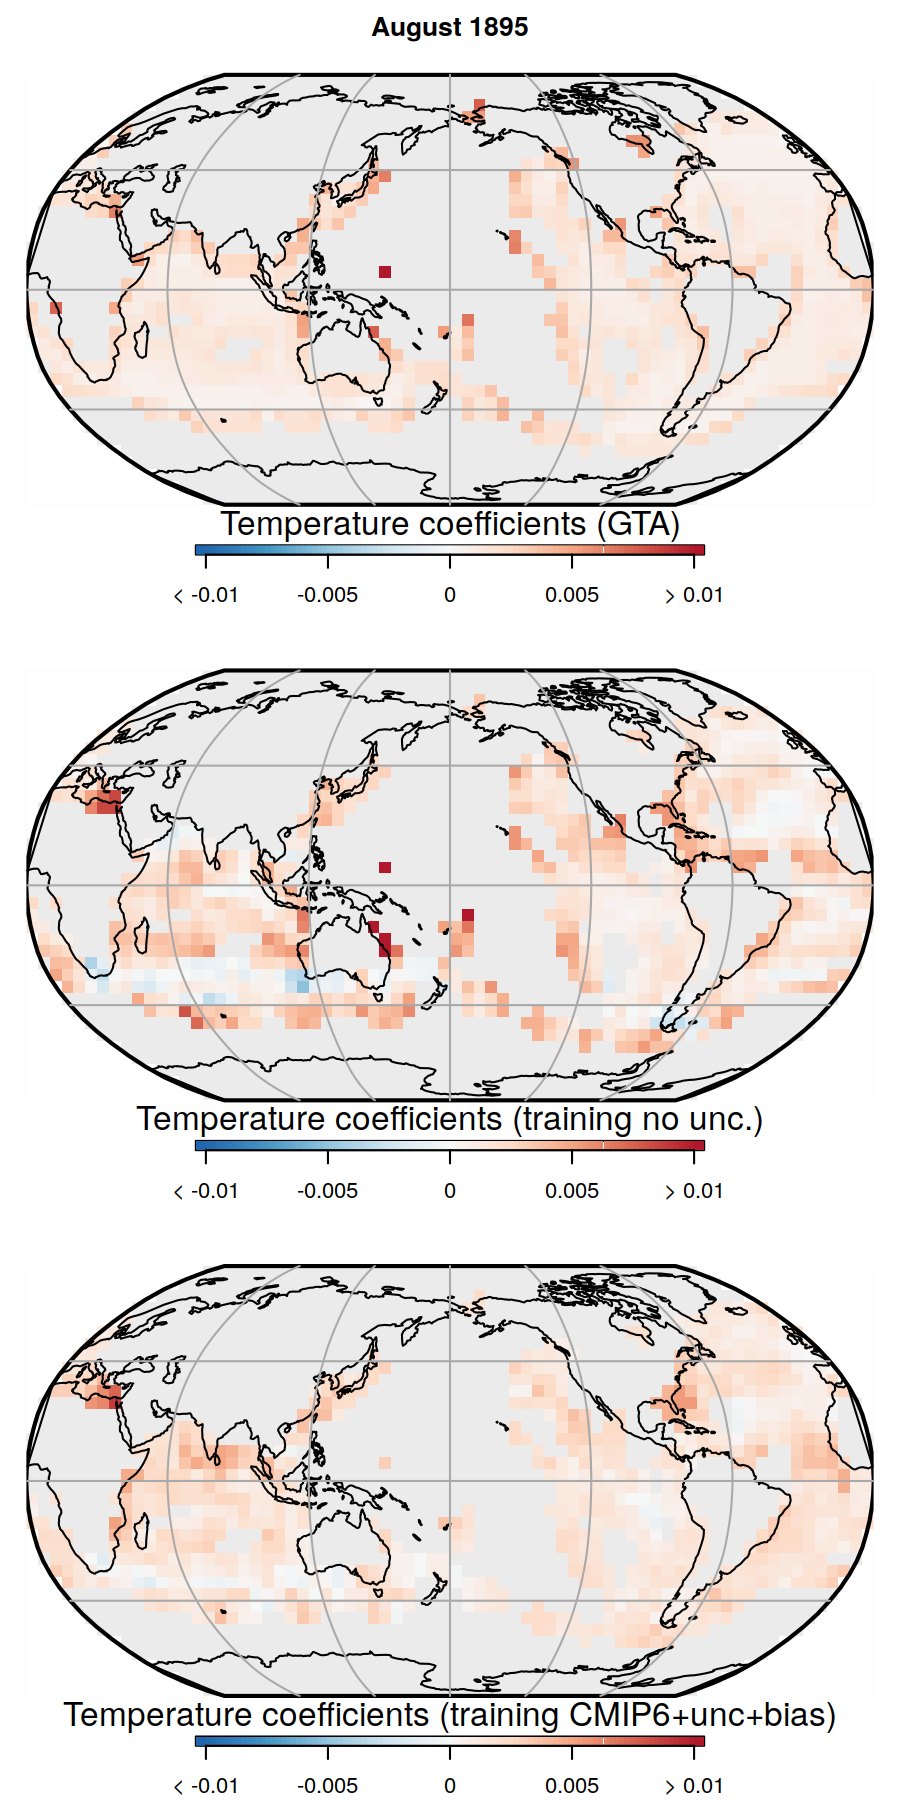 August 1895
Temperature coefficients (GTA)
< -0.01 -0.005 0 0.005 > 0.01
Temperature coefficients (training no unc.)
< -0.01 -0.005 0 0.005 > 0.01
Temperature coefficients (training CMIP6+unc+bias)
< -0.01 -0.005 0 0.005 > 0.01